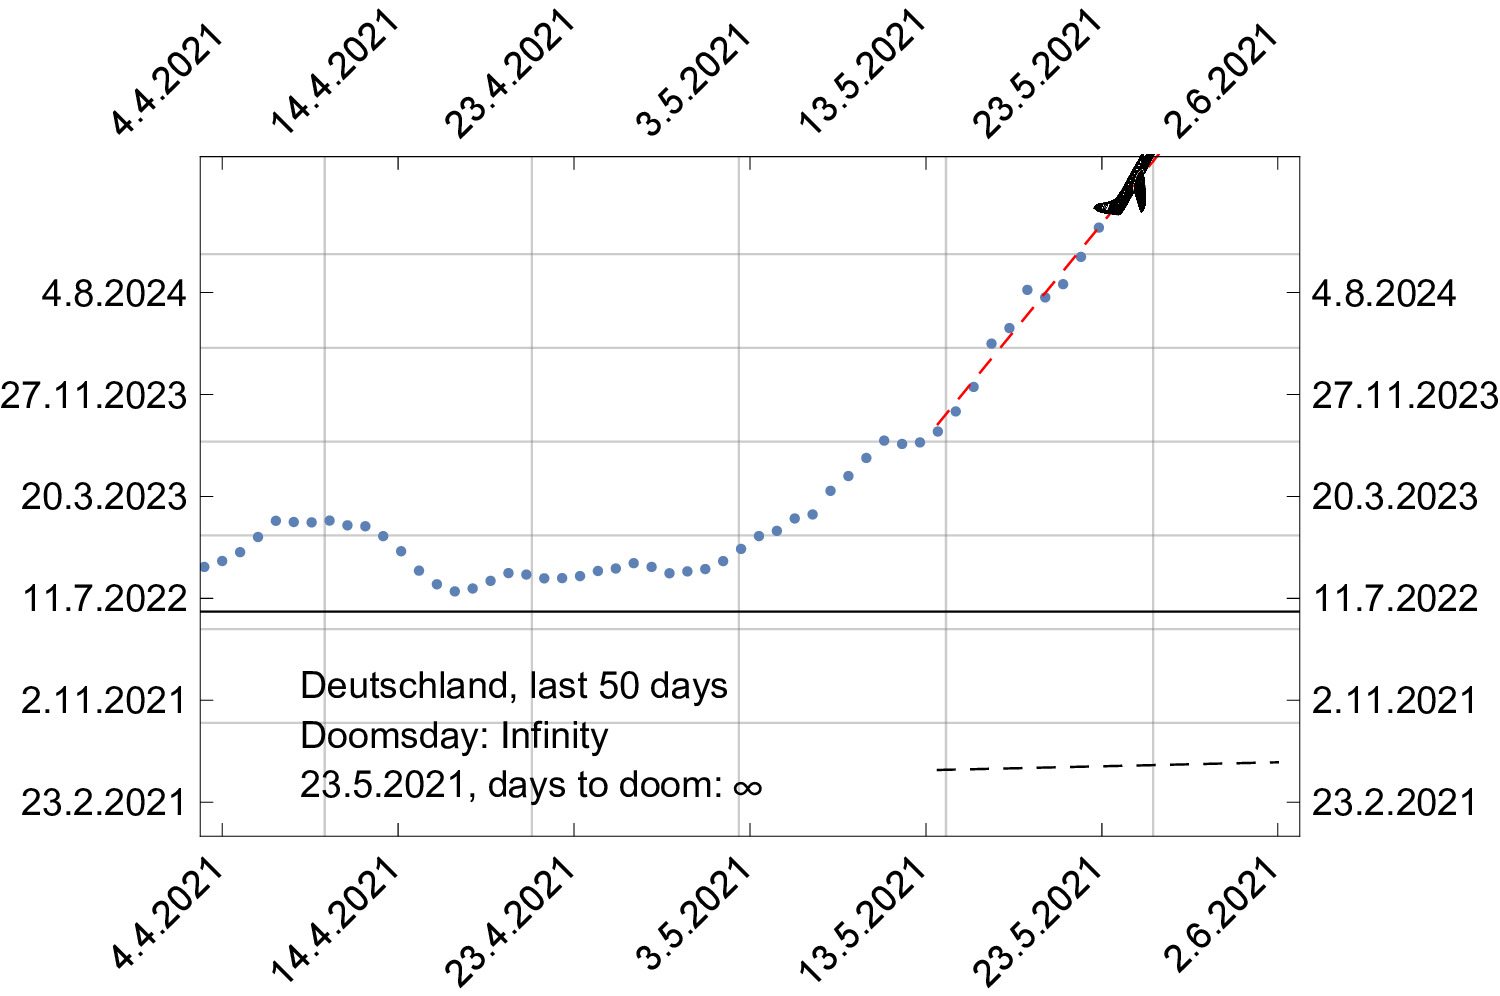 4.4.2021 14.4.2021 23.4.2021 3.5.2021 13.5.2021 23.5.2021 2.6.2021
4.8.2024 4.8.2024
27.11.2023 27.11.2023
20.3.2023 20.3.2023
11.7.2022 11.7.2022
Deutschland, last 50 days
2.11.2021 2.11.2021
Doomsday: Infinity
23.5.2021, days to doom: ∞
23.2.2021 23.2.2021
4.4.2021 14.4.2021 23.4.2021 3.5.2021 13.5.2021 23.5.2021 2.6.2021